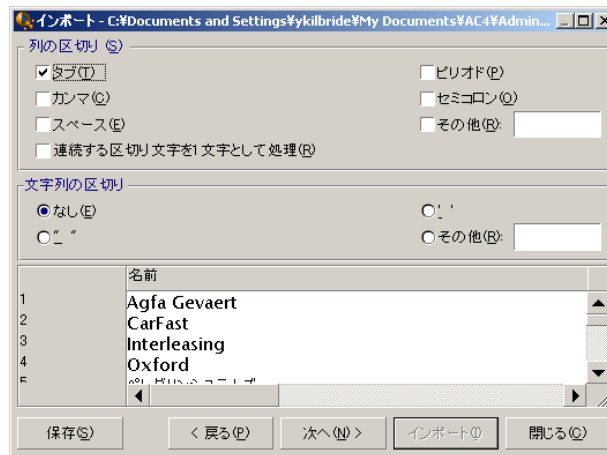 インポート - C:¥Documents and Settings¥ykilbride¥My Documents¥AC4¥Admin...
列の区切り (S)
タブ(T) ピリオド(P)
カンマ(C) セミコロン(O)
スペース(E) その他(R):
連続する区切り文字を1文字として処理(R)
文字列の区切り
なし(E) ' '
" " その他(R):
名前
1 Agfa Gevaert
2 CarFast
3 Interleasing
4 Oxford
5
保存(S) < 戻る(P) 次へ(N) > インポート(I) 閉じる(C)